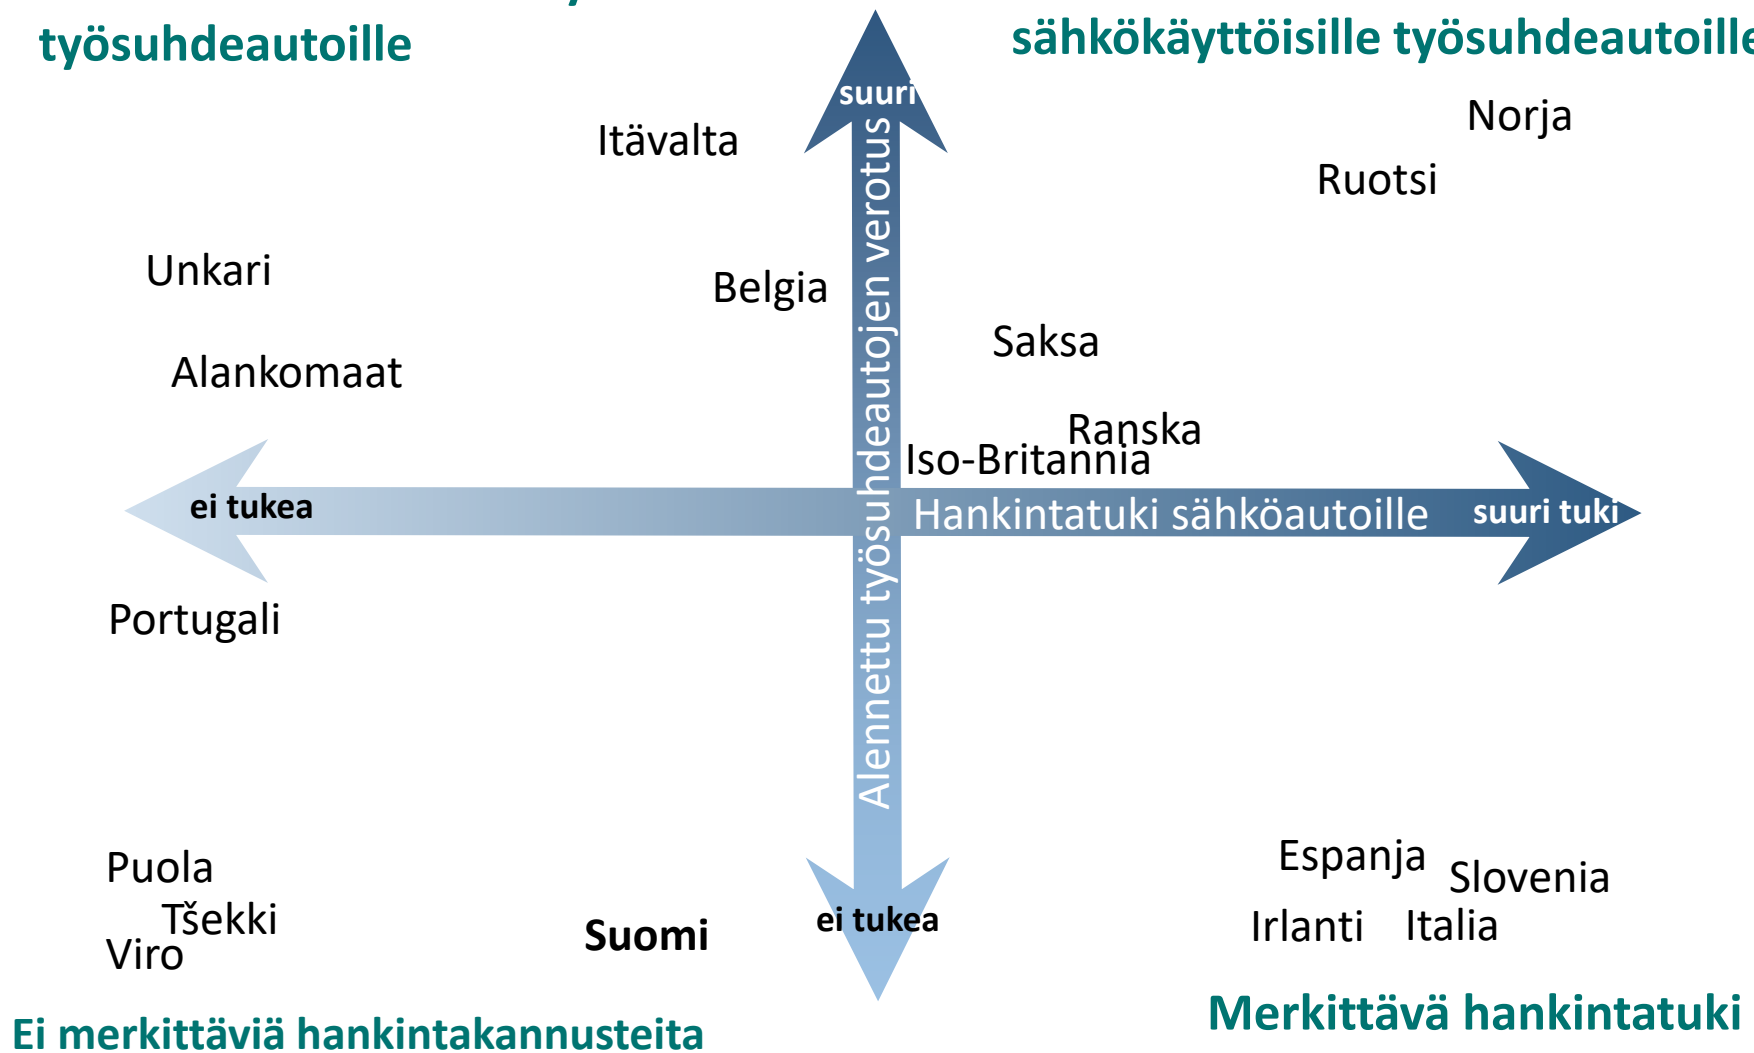 työsuhdeautoille
sähkökäyttöisille työsuhdeautoille
suuri
Norja
Itävalta
Ruotsi
Unkari
Belgia
Saksa
Alankomaat
Ranska
Iso-Britannia
Alennettu työsuhdeautojen verotus
ei tukea
Hankintatuki sähköautoille
suuri tuki
Portugali
Puola
Tšekki
Viro
Suomi
ei tukea
Espanja
Slovenia
Irlanti
Italia
Ei merkittäviä hankintakannusteita
Merkittävä hankintatuki